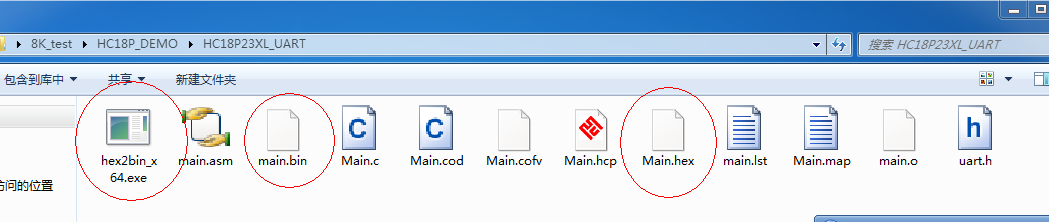 8K_test ▸ HC18P_DEMO ▸ HC18P23XL_UART
搜索 HC18P23XL_UART
包含到库中 共享 新建文件夹
hex2bin_x64.exe
main.asm
main.bin
Main.c
Main.cod
Main.cofv
Main.hcp
Main.hex
main.lst
Main.map
main.o
uart.h
访问的位置